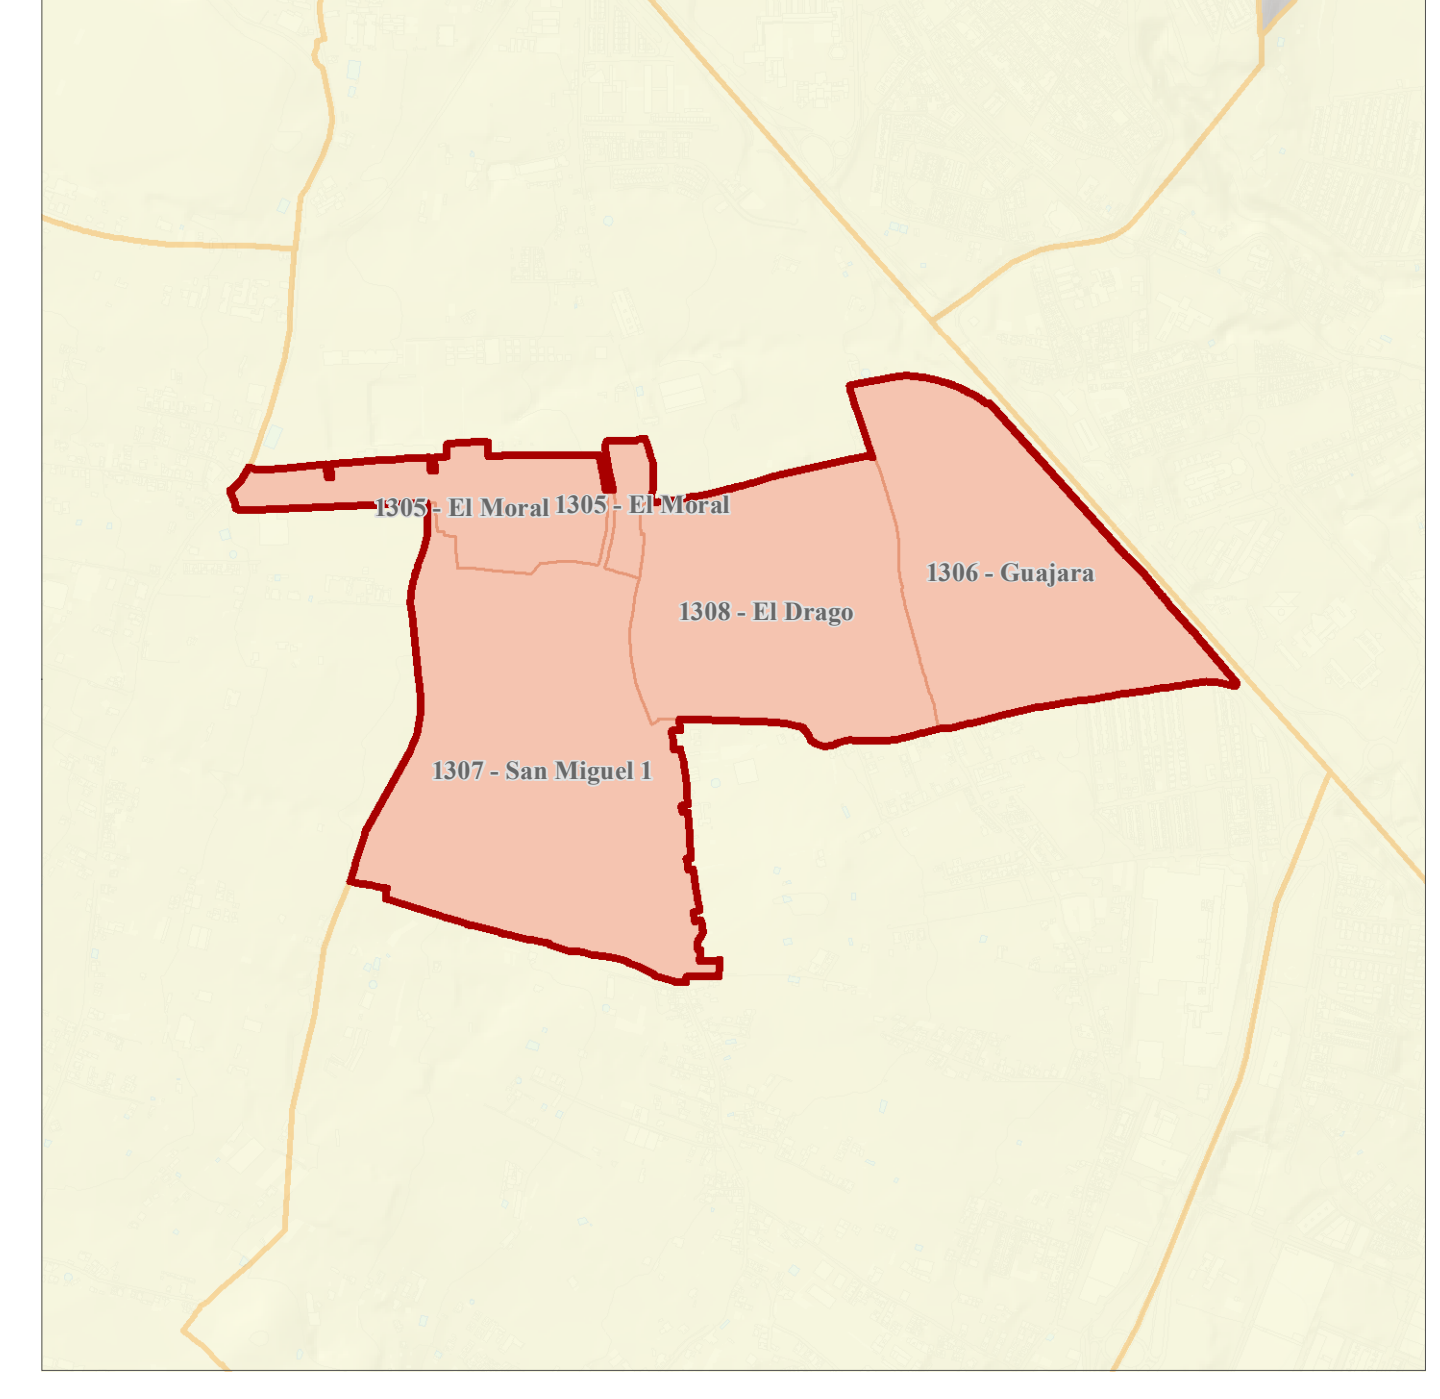 1305 - El Moral
1305 - El Moral
1306 - Guajara
1308 - El Drago
1307 - San Miguel 1